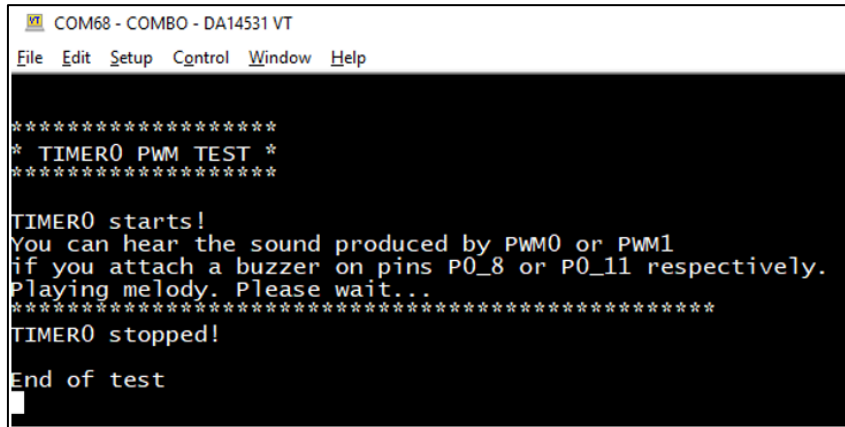 COM68 - COMBO - DA14531 VT
File Edit Setup Control Window Help
*******************
* TIMER0 PWM TEST *
*******************
TIMER0 starts!
You can hear the sound produced by PWM0 or PWM1
if you attach a buzzer on pins P0_8 or P0_11 respectively.
Playing melody. Please wait...
**************************************************
TIMER0 stopped!
End of test